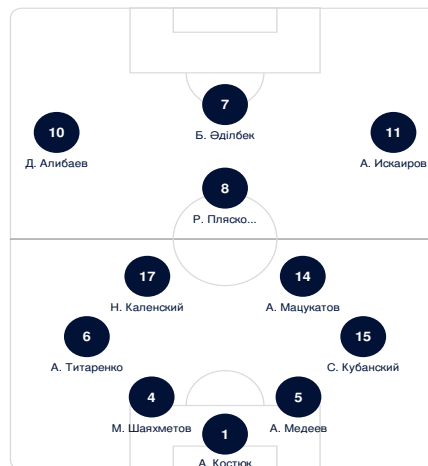 7
Б. Әділбек
10
Д. Алибаев
11
А. Искаиров
8
Р. Пляско...
17
Н. Каленский
14
А. Мацукатов
6
А. Титаренко
15
С. Кубанский
4
М. Шаяхметов
5
А. Медеев
1
А. Костюк